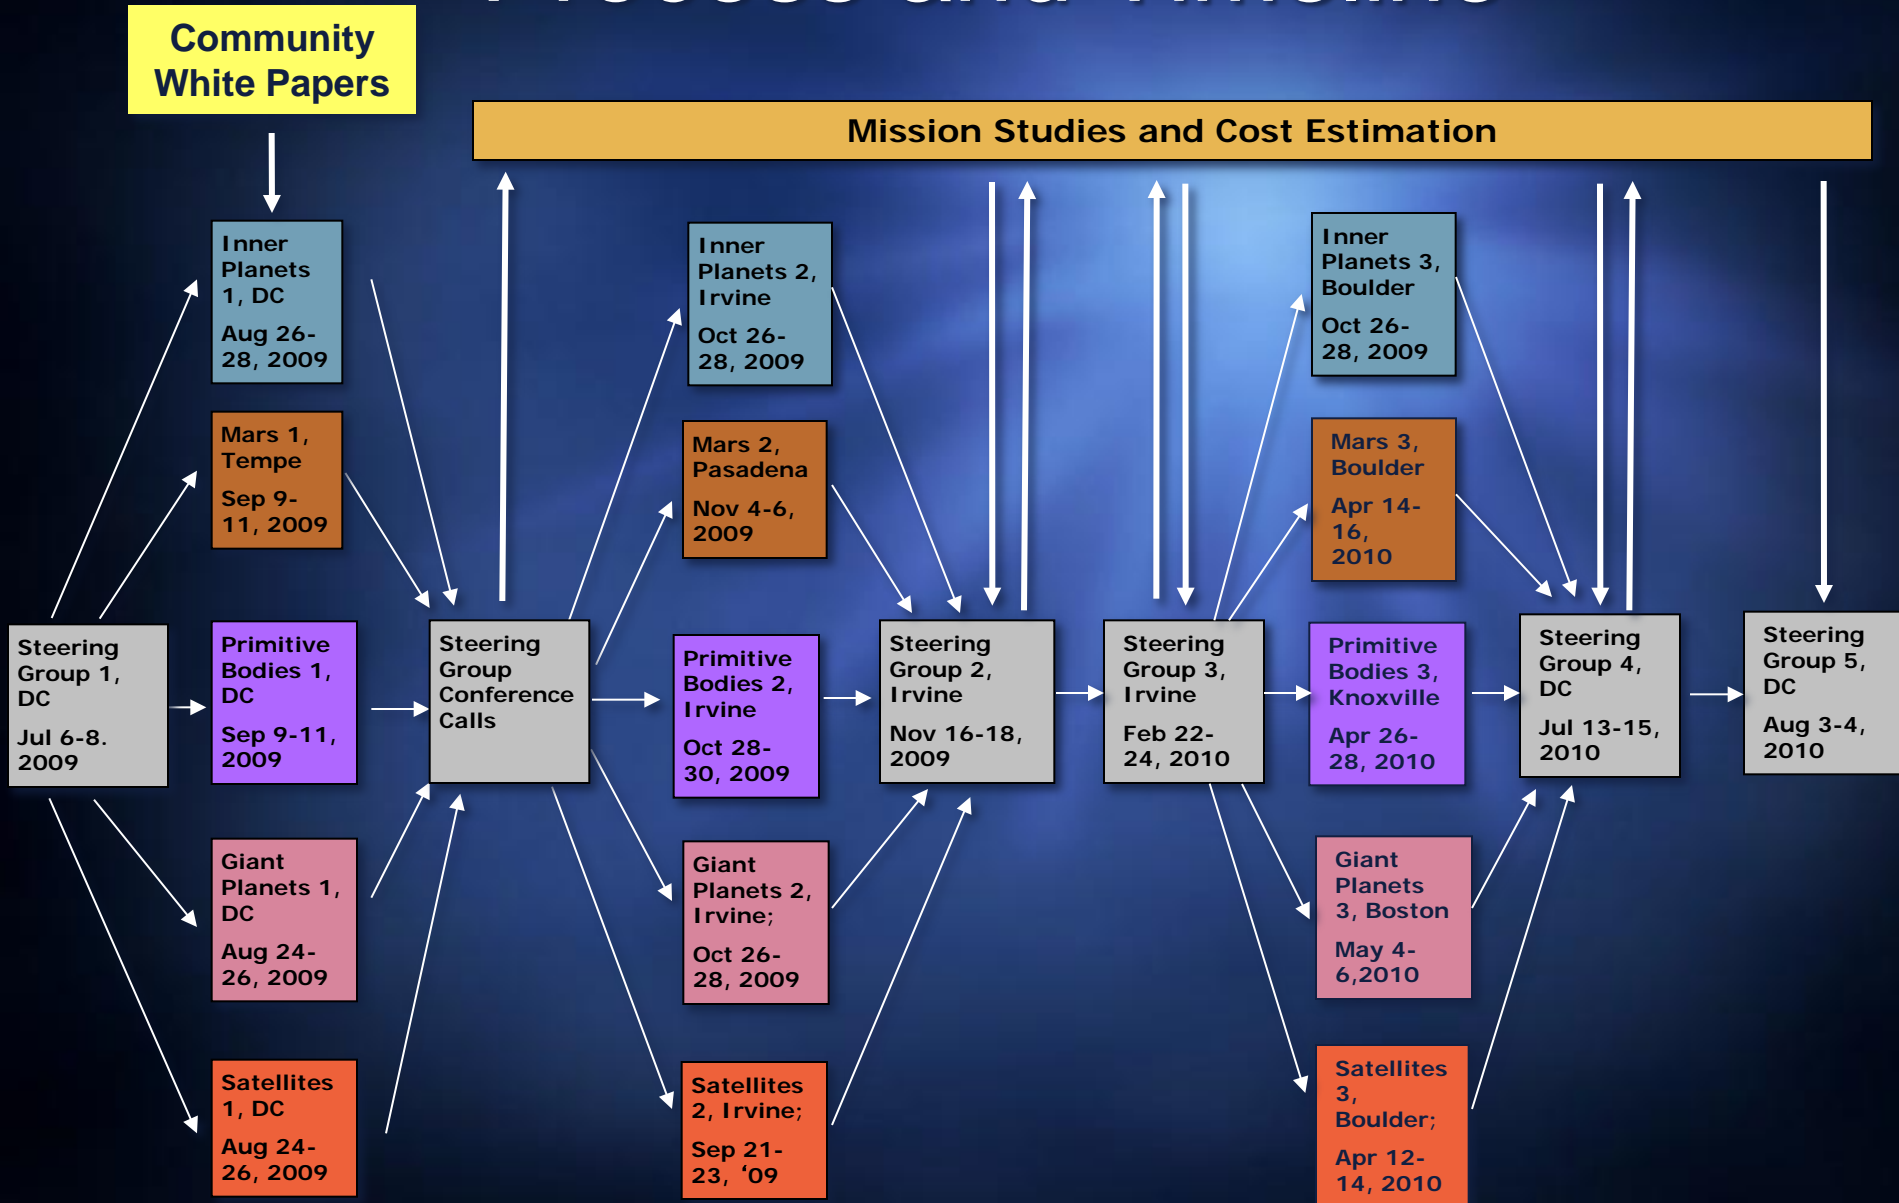 Process and Timeline
Community
White Papers
Mission Studies and Cost Estimation
Inner
Planets
1, DC
Aug 26-
28, 2009
Mars 1,
Tempe
Sep 9-
11, 2009
Steering
Group 1,
DC
Jul 6-8.
2009
Primitive
Bodies 1,
DC
Sep 9-11,
2009
Giant
Planets 1,
DC
Aug 24-
26, 2009
Satellites
1, DC
Aug 24-
26, 2009
Steering
Group
Conference
Calls
Inner
Planets 2,
Irvine
Oct 26-
28, 2009
Mars 2,
Pasadena
Nov 4-6,
2009
Primitive
Bodies 2,
Irvine
Oct 28-
30, 2009
Giant
Planets 2,
Irvine;
Oct 26-
28, 2009
Satellites
2, Irvine;
Sep 21-
23, ‘09
Steering
Group 2,
Irvine
Nov 16-18,
2009
Steering
Group 3,
Irvine
Feb 22-
24, 2010
Inner
Planets 3,
Boulder
Oct 26-
28, 2009
Mars 3,
Boulder
Apr 14-
16,
2010
Primitive
Bodies 3,
Knoxville
Apr 26-
28, 2010
Giant
Planets
3, Boston
May 4-
6,2010
Satellites
3,
Boulder;
Apr 12-
14, 2010
Steering
Group 4,
DC
Jul 13-15,
2010
Steering
Group 5,
DC
Aug 3-4,
2010